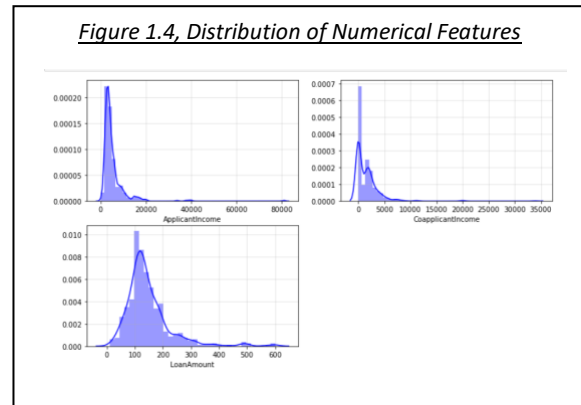 Figure 1.4, Distribution of Numerical Features
0.00020
0.00015
0.00010
0.00005
0.00000
0 20000 40000 60000 80000
ApplicantIncome
0.0007
0.0006
0.0005
0.0004
0.0003
0.0002
0.0001
0.0000
0 5000 10000 15000 20000 25000 30000 35000
CoapplicantIncome
0.010
0.008
0.006
0.004
0.002
0.000
0 100 200 300 400 500 600
LoanAmount